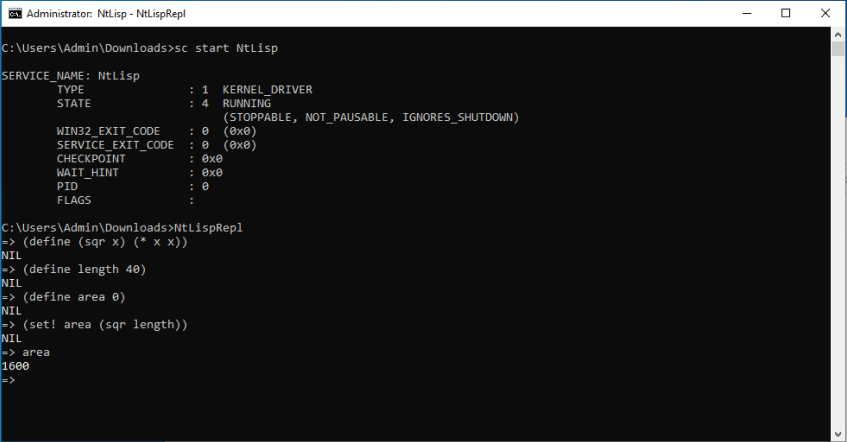 Administrator: NtLisp - NtLispRepl
C:\Users\Admin\Downloads>sc start NtLisp
SERVICE_NAME: NtLisp
        TYPE               : 1  KERNEL_DRIVER
        STATE              : 4  RUNNING
                                (STOPPABLE, NOT_PAUSABLE, IGNORES_SHUTDOWN)
        WIN32_EXIT_CODE    : 0  (0x0)
        SERVICE_EXIT_CODE  : 0  (0x0)
        CHECKPOINT         : 0x0
        WAIT_HINT          : 0x0
        PID                : 0
        FLAGS              :
C:\Users\Admin\Downloads>NtLispRepl
=> (define (sqr x) (* x x))
NIL
=> (define length 40)
NIL
=> (define area 0)
NIL
=> (set! area (sqr length))
NIL
=> area
1600
=>